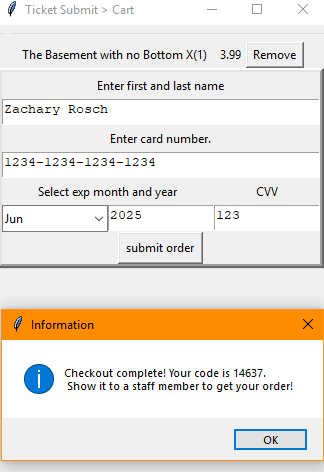 Ticket Submit > Cart
The Basement with no Bottom X(1) 3.99 Remove
Enter first and last name
Zachary Rosch
Enter card number.
1234-1234-1234-1234
Select exp month and year CVV
Jun 2025 123
submit order
Information
Checkout complete! Your code is 14637.
Show it to a staff member to get your order!
OK